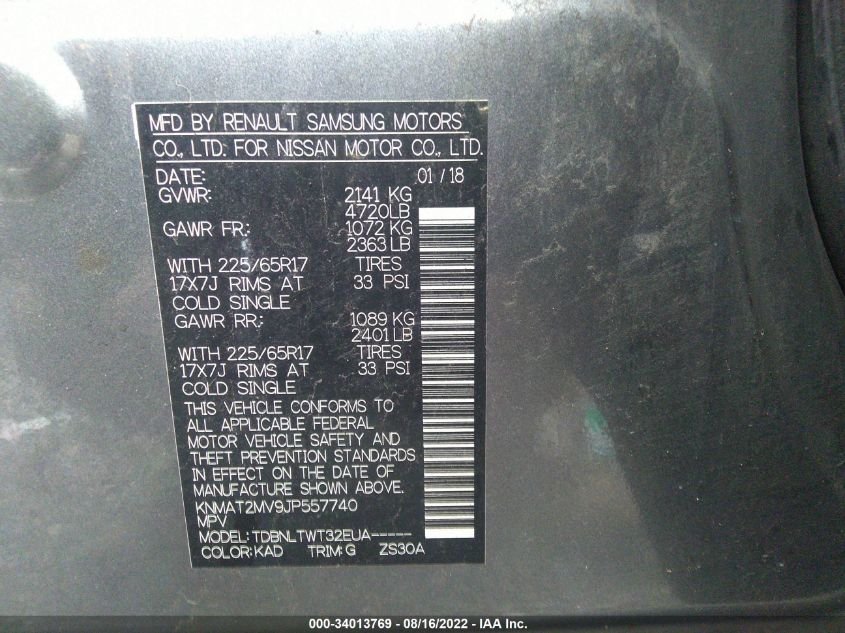 MFD BY RENAULT SAMSUNG MOTORS
CO., LTD. FOR NISSAN MOTOR CO., LTD.
DATE: 01 / 18
GVWR: 2141 KG
4720LB
GAWR FR: 1072 KG
2363 LB
WITH 225/65R17 TIRES
17X7J RIMS AT 33 PSI
COLD SINGLE
GAWR RR: 1089 KG
2401 LB
WITH 225/65R17 TIRES
17X7J RIMS AT 33 PSI
COLD SINGLE
THIS VEHICLE CONFORMS TO
ALL APPLICABLE FEDERAL
MOTOR VEHICLE SAFETY AND
THEFT PREVENTION STANDARDS
IN EFFECT ON THE DATE OF
MANUFACTURE SHOWN ABOVE.
KNMAT2MV9JP557740
MPV
MODEL: TDBNLTWT32EUA-----
COLOR: KAD TRIM: G ZS30A
000-34013769 - 08/16/2022 - IAA Inc.